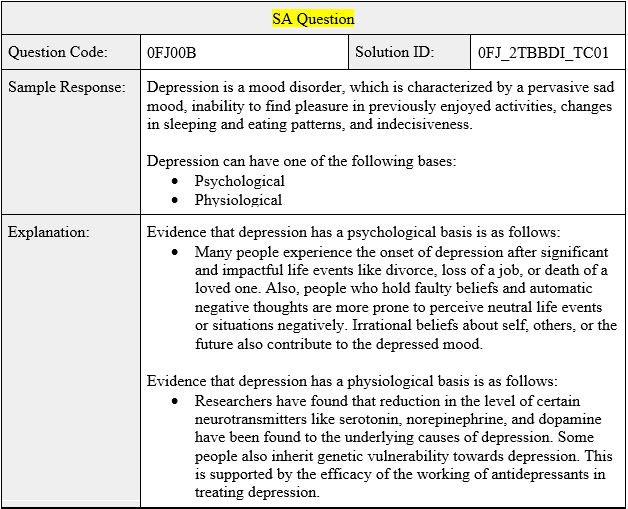 SA Question
Question Code: 0FJ00B Solution ID: 0FJ_2TBBDI_TC01
Sample Response: Depression is a mood disorder, which is characterized by a pervasive sad
mood, inability to find pleasure in previously enjoyed activities, changes
in sleeping and eating patterns, and indecisiveness.
Depression can have one of the following bases:
• Psychological
• Physiological
Explanation: Evidence that depression has a psychological basis is as follows:
• Many people experience the onset of depression after significant
and impactful life events like divorce, loss of a job, or death of a
loved one. Also, people who hold faulty beliefs and automatic
negative thoughts are more prone to perceive neutral life events
or situations negatively. Irrational beliefs about self, others, or the
future also contribute to the depressed mood.
Evidence that depression has a physiological basis is as follows:
• Researchers have found that reduction in the level of certain
neurotransmitters like serotonin, norepinephrine, and dopamine
have been found to the underlying causes of depression. Some
people also inherit genetic vulnerability towards depression. This
is supported by the efficacy of the working of antidepressants in
treating depression.